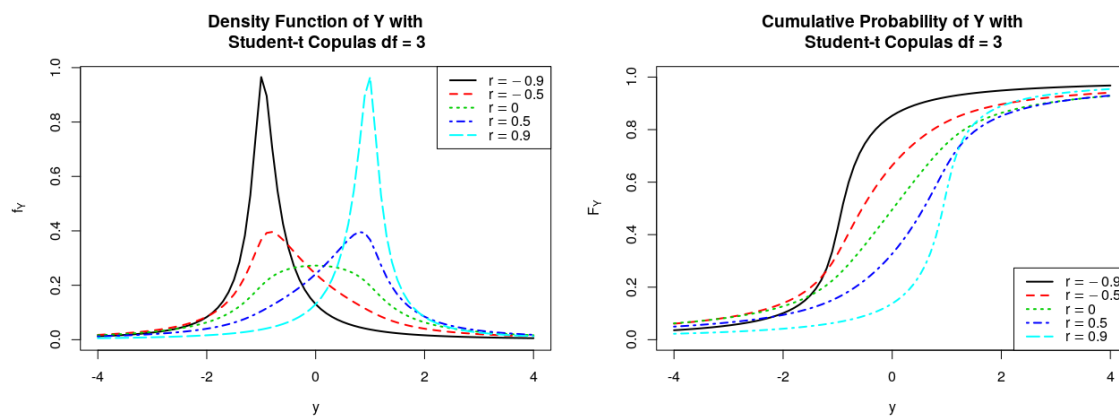 Density Function of Y with
Student-t Copulas df = 3
f_Y
1.0
0.8
0.6
0.4
0.2
0.0
-4
-2
0
2
4
y
r = − 0.9
r = − 0.5
r = 0
r = 0.5
r = 0.9
Cumulative Probability of Y with
Student-t Copulas df = 3
F_Y
1.0
0.8
0.6
0.4
0.2
0.0
-4
-2
0
2
4
y
r = − 0.9
r = − 0.5
r = 0
r = 0.5
r = 0.9